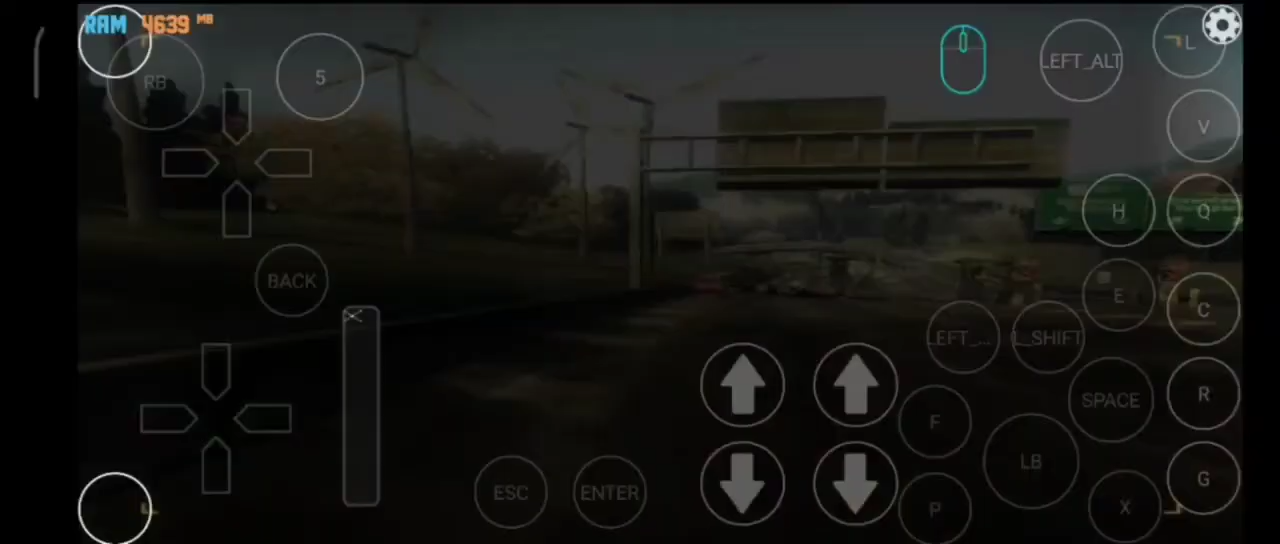 RAM 4639 MB
RB
5
LEFT_ALT
L
V
H
Q
BACK
E
C
LEFT_...
L_SHIFT
R
SPACE
F
LB
G
ESC
ENTER
P
X